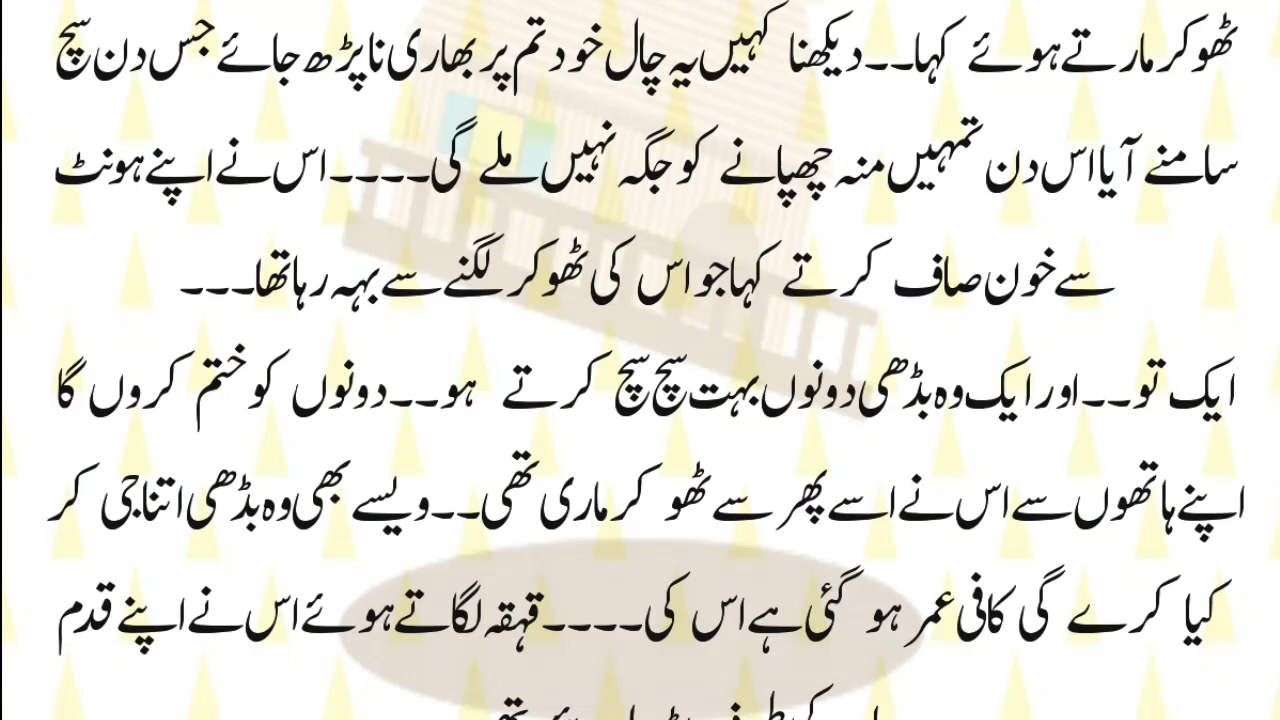 ٹھوکر مارتے ہوئے کہا۔۔دیکھنا کہیں یہ چال خود تم پر بھاری نا پڑھ جائے جس دن سچ
سامنے آیا اس دن تمہیں منہ چھپانے کو جگہ نہیں ملے گی۔۔۔۔اس نے اپنے ہونٹ
سے خون صاف کرتے کہا جو اس کی ٹھوکر لگنے سے بہہ رہا تھا۔۔۔
ایک تو۔۔اور ایک وہ بڈھی دونوں بہت سچ سچ کرتے ہو۔۔دونوں کو ختم کروں گا
اپنے ہاتھوں سے اس نے اسے پھر سے ٹھو کر ماری تھی۔۔ویسے بھی وہ بڈھی اتنا جی کر
کیا کرے گی کافی عمر ہو گئی ہے اس کی۔۔۔۔قہقہ لگاتے ہوئے اس نے اپنے قدم